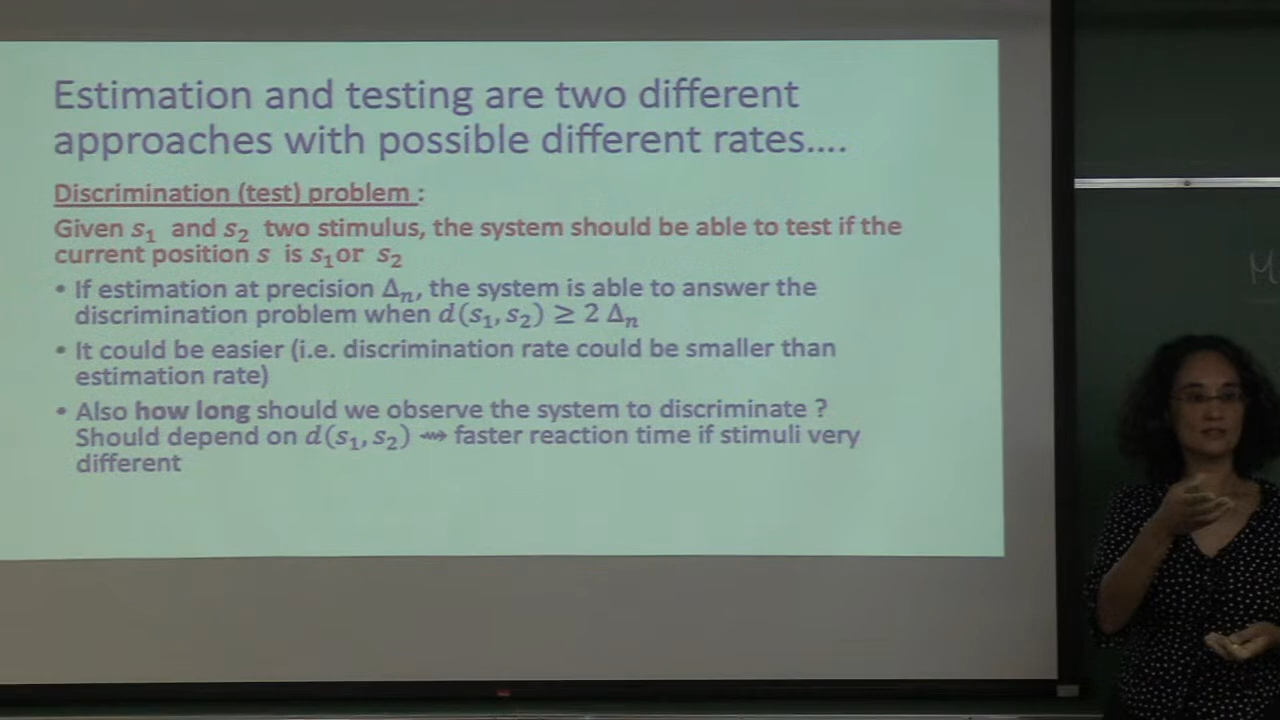 Estimation and testing are two different
approaches with possible different rates....
Discrimination (test) problem :
Given s₁ and s₂ two stimulus, the system should be able to test if the
current position s is s₁or s₂
• If estimation at precision Δₙ, the system is able to answer the
discrimination problem when d(s₁, s₂) ≥ 2 Δₙ
• It could be easier (i.e. discrimination rate could be smaller than
estimation rate)
• Also how long should we observe the system to discriminate ?
Should depend on d(s₁, s₂) ⇝ faster reaction time if stimuli very
different